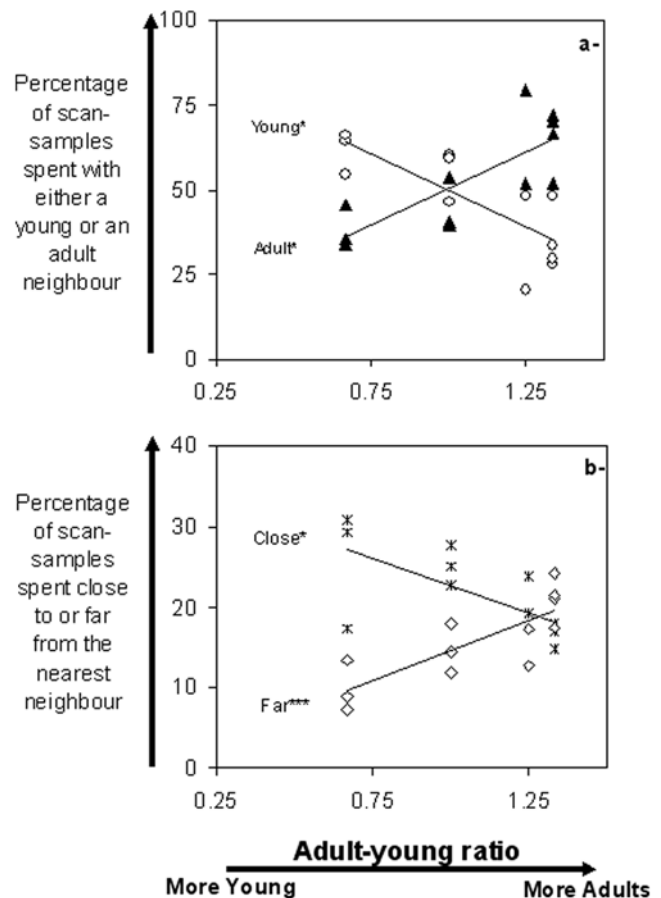 100
a-
Percentage
of scan-
samples
spent with
either a
young or an
adult
neighbour
75
Young*
50
Adult*
25
0
0.25
0.75
1.25
40
b-
Percentage
of scan-
samples
spent close
to or far
from the
nearest
neighbour
30
Close*
20
10
Far***
0
0.25
0.75
1.25
Adult-young ratio
More Young
More Adults